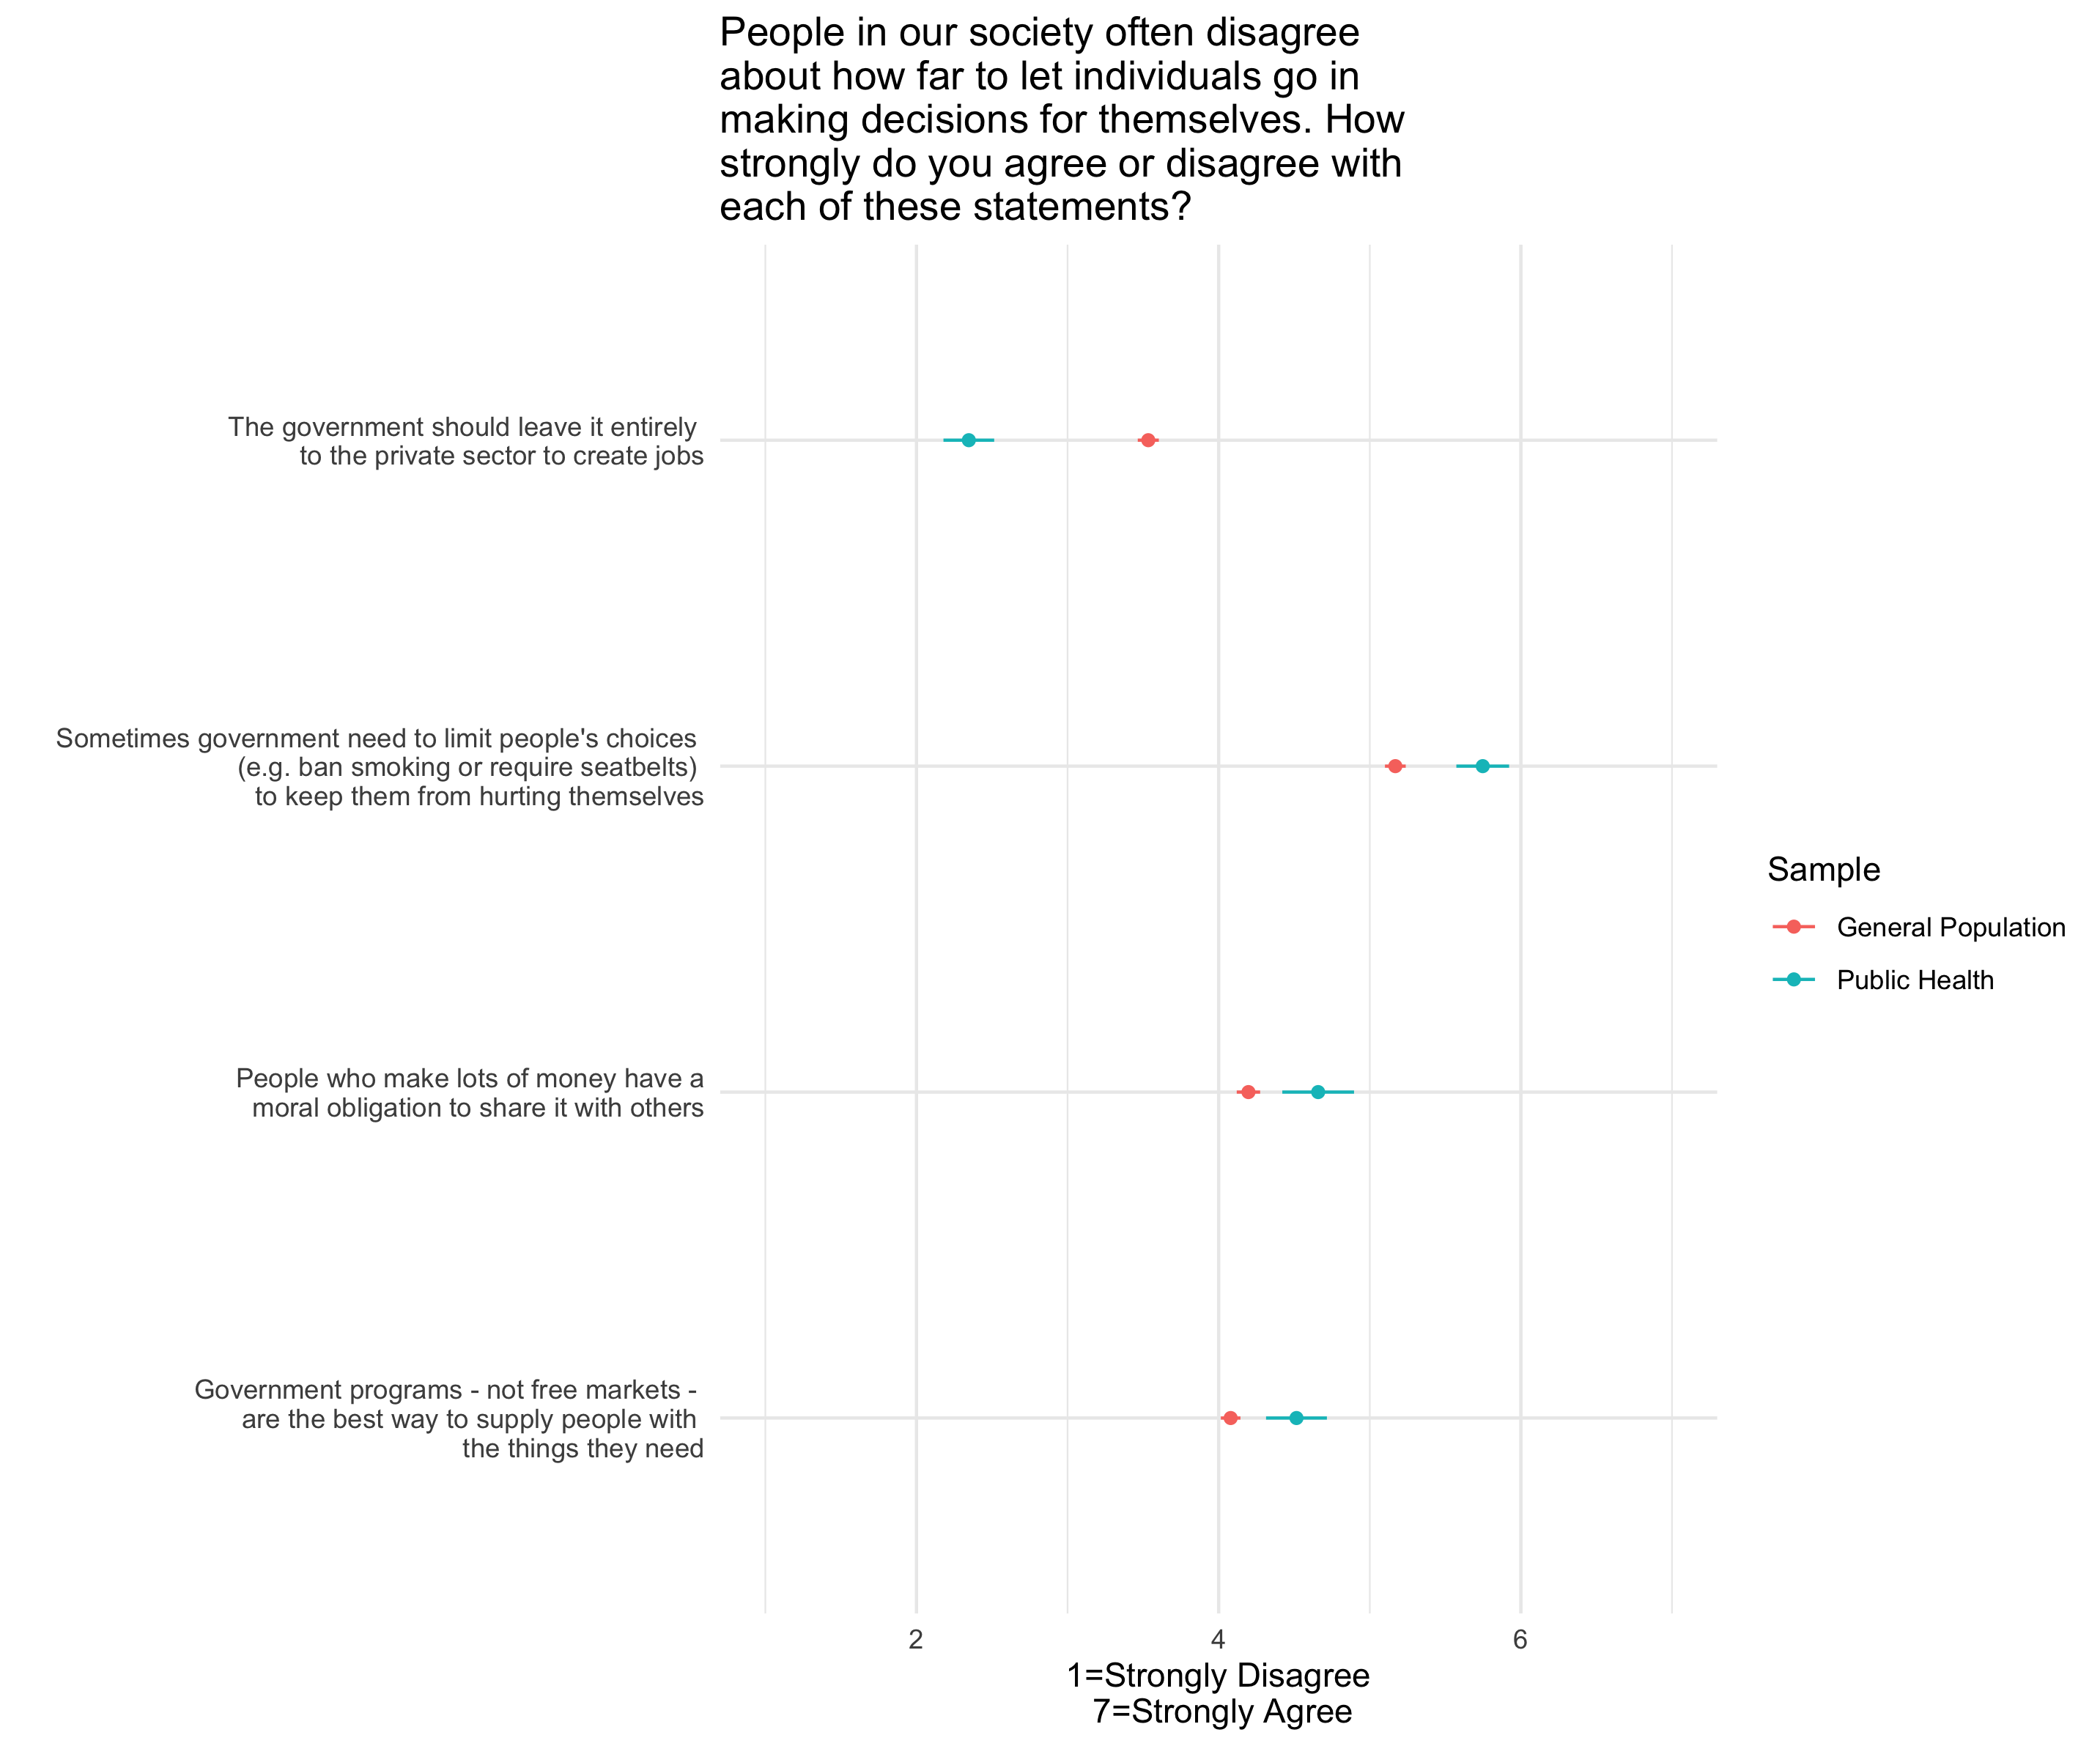 People in our society often disagree
about how far to let individuals go in
making decisions for themselves. How
strongly do you agree or disagree with
each of these statements?
The government should leave it entirely
to the private sector to create jobs
Sometimes government need to limit people's choices
(e.g. ban smoking or require seatbelts)
to keep them from hurting themselves
People who make lots of money have a
moral obligation to share it with others
Government programs - not free markets -
are the best way to supply people with
the things they need
Sample
General Population
Public Health
2 4 6
1=Strongly Disagree
7=Strongly Agree